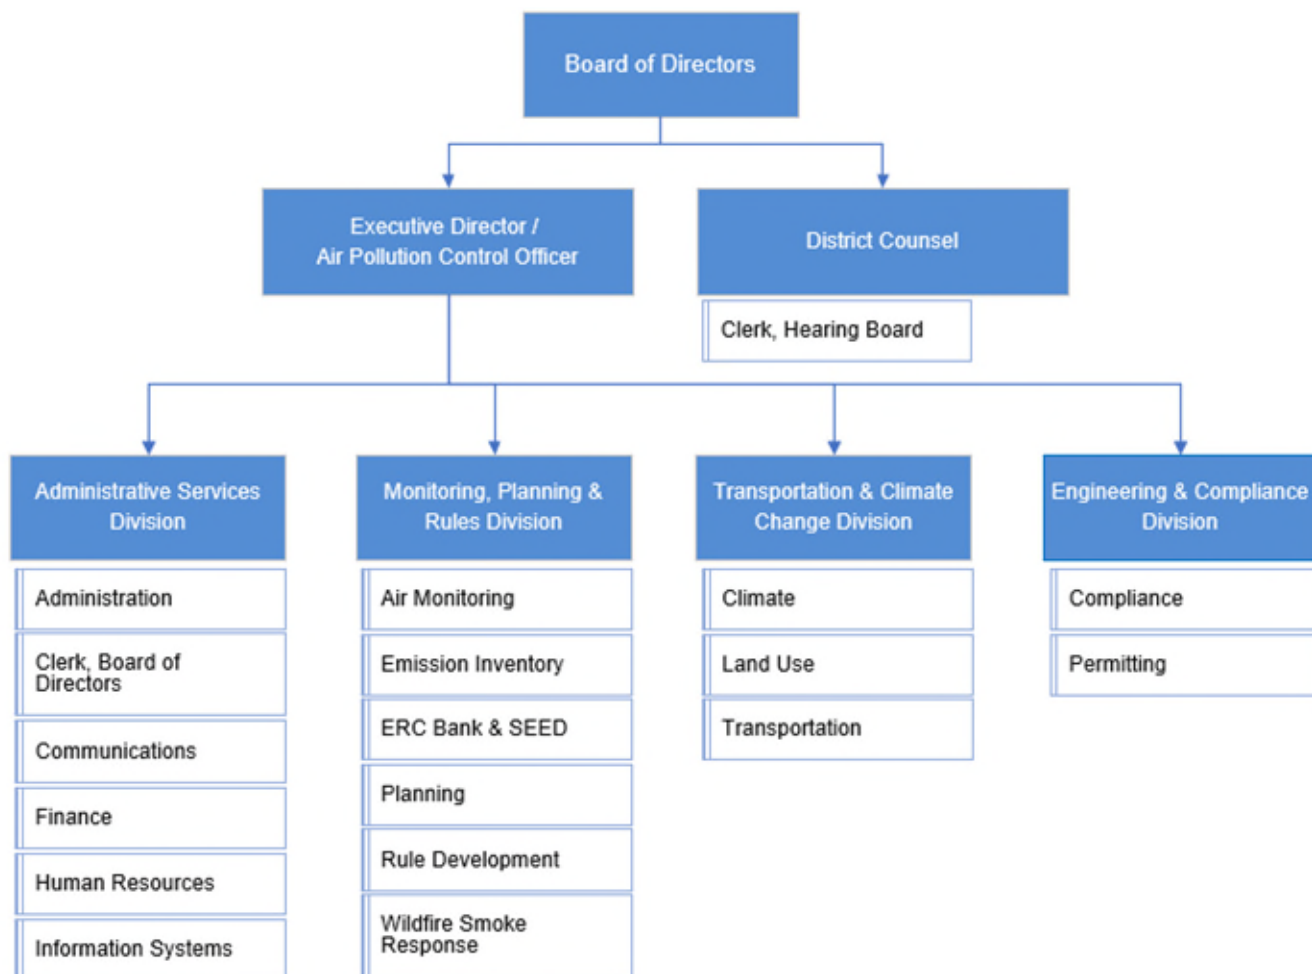 Board of Directors
Executive Director /
Air Pollution Control Officer
District Counsel
Clerk, Hearing Board
Administrative Services
Division
Administration
Clerk, Board of
Directors
Communications
Finance
Human Resources
Information Systems
Monitoring, Planning &
Rules Division
Air Monitoring
Emission Inventory
ERC Bank & SEED
Planning
Rule Development
Wildfire Smoke
Response
Transportation & Climate
Change Division
Climate
Land Use
Transportation
Engineering & Compliance
Division
Compliance
Permitting